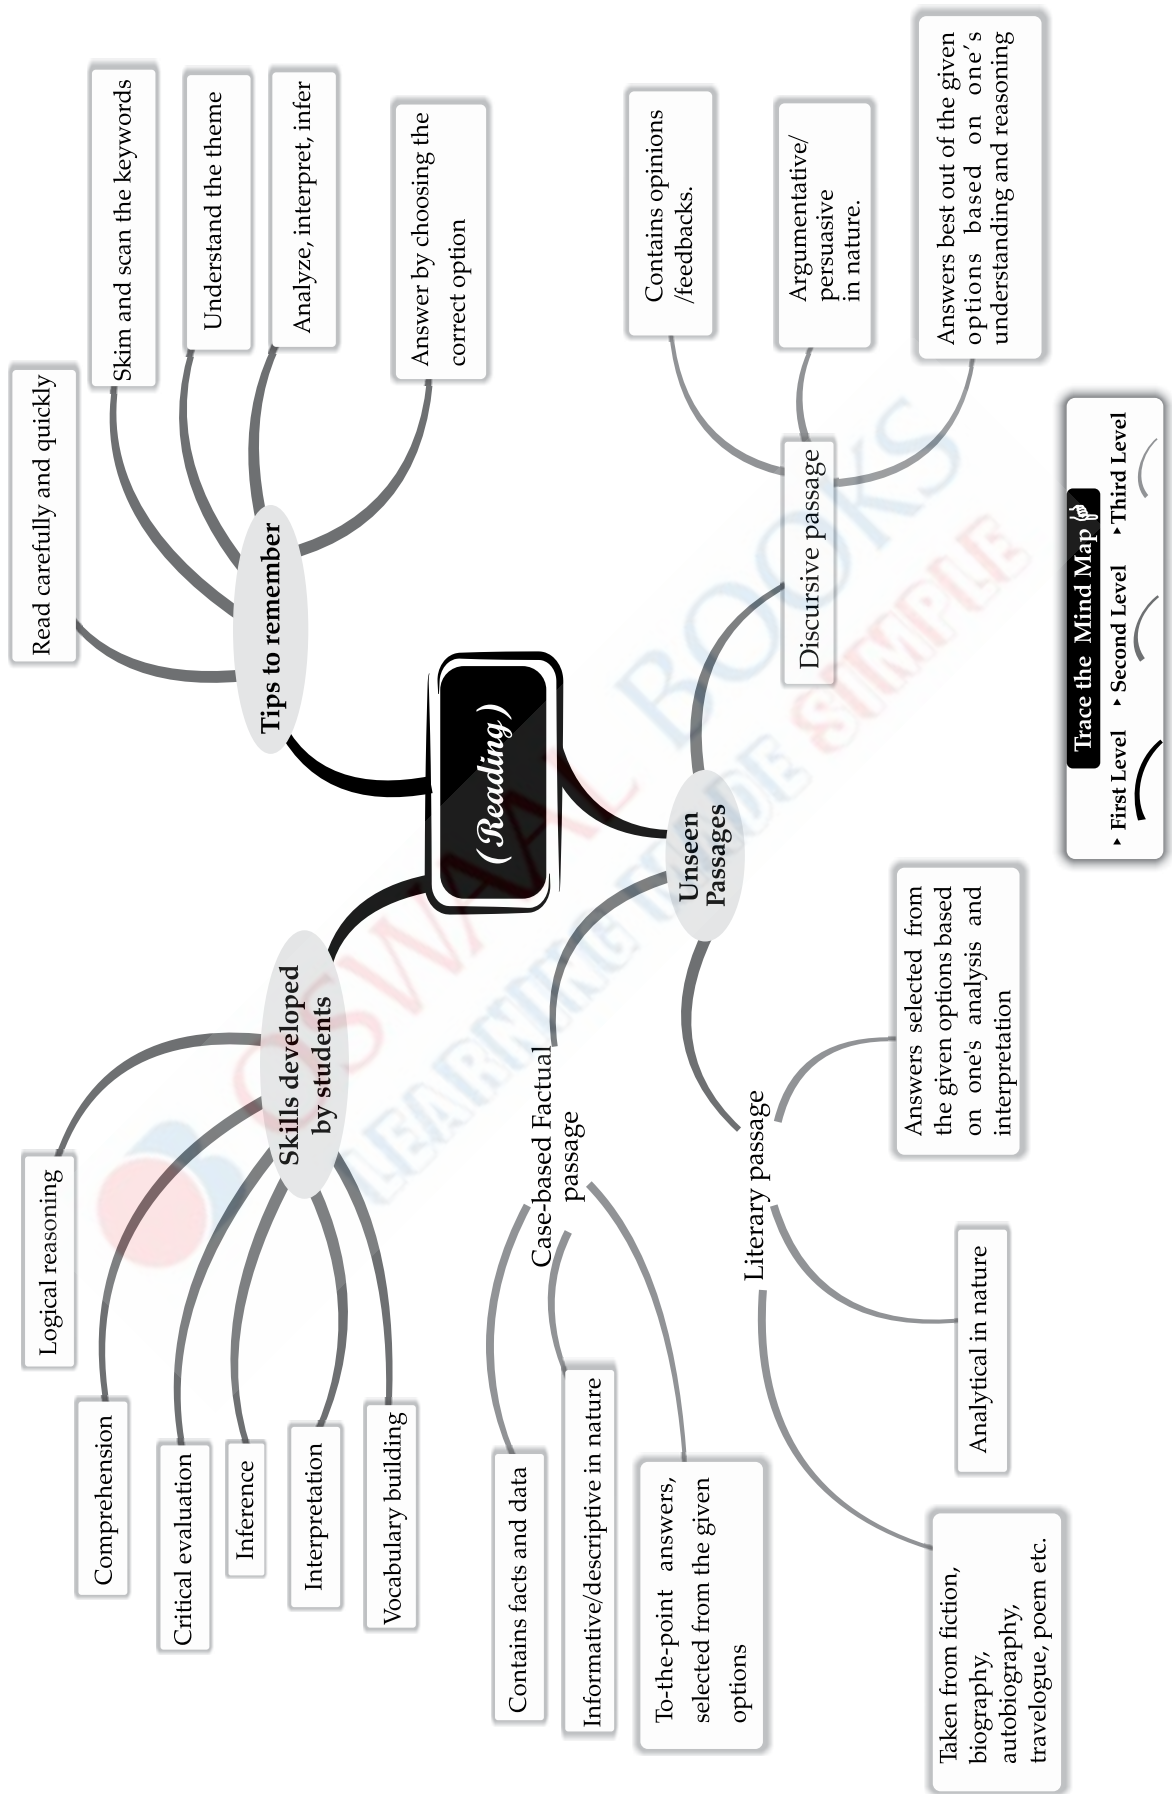 (Reading)
Skills developed
by students
Logical reasoning
Comprehension
Critical evaluation
Inference
Interpretation
Vocabulary building
Tips to remember
Read carefully and quickly
Skim and scan the keywords
Understand the theme
Analyze, interpret, infer
Answer by choosing the
correct option
Unseen
Passages
Case-based Factual
passage
Contains facts and data
Informative/descriptive in nature
To-the-point answers,
selected from the given
options
Literary passage
Taken from fiction,
biography,
autobiography,
travelogue, poem etc.
Analytical in nature
Answers selected from
the given options based
on one's analysis and
interpretation
Discursive passage
Contains opinions
/feedbacks.
Argumentative/
persuasive
in nature.
Answers best out of the given
options based on one's
understanding and reasoning
Trace the Mind Map
First Level
Second Level
Third Level
OSWAAL BOOKS
LEARNING MADE SIMPLE